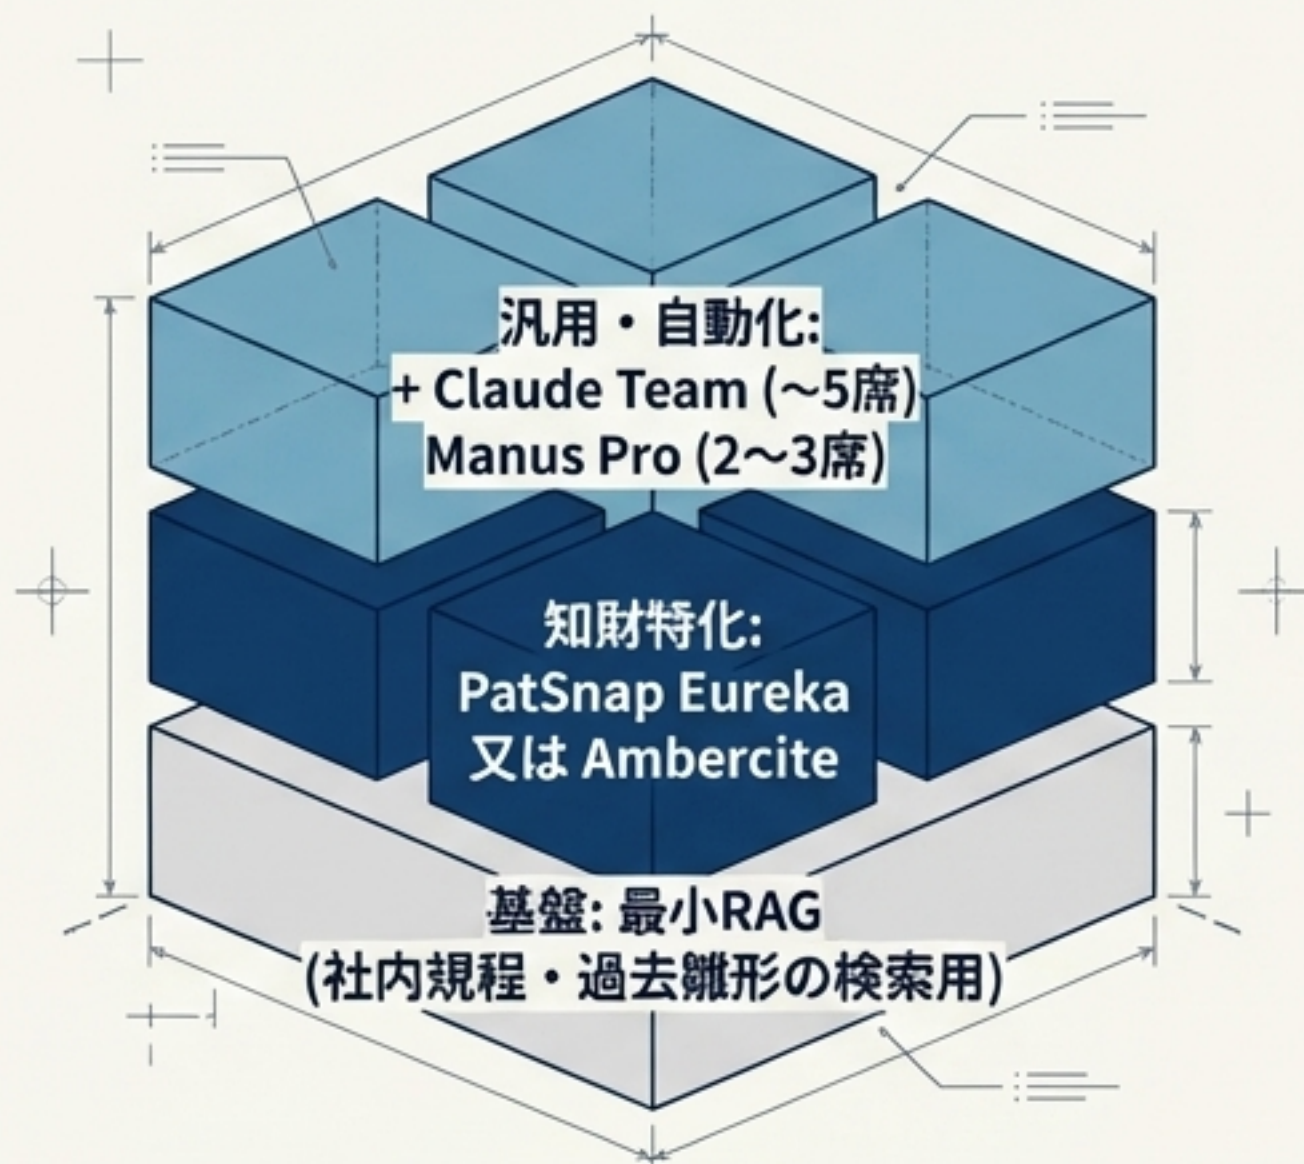 汎用・自動化:
+ Claude Team (〜5席)
Manus Pro (2〜3席)
知財特化:
PatSnap Eureka
又は Ambercite
基盤: 最小RAG
(社内規程・過去雛形の検索用)